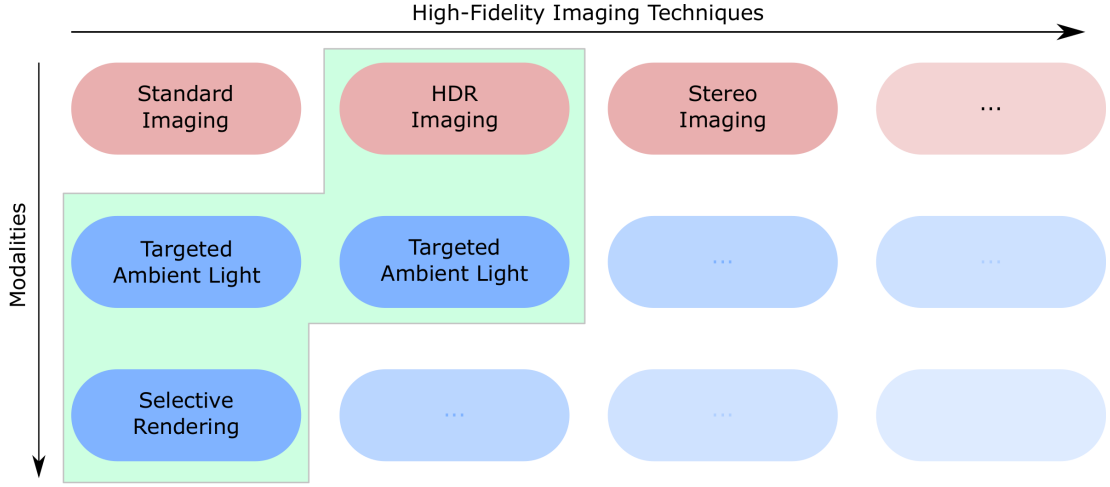 High-Fidelity Imaging Techniques
Modalities
Standard
Imaging
HDR
Imaging
Stereo
Imaging
...
Targeted
Ambient Light
Targeted
Ambient Light
...
...
Selective
Rendering
...
...